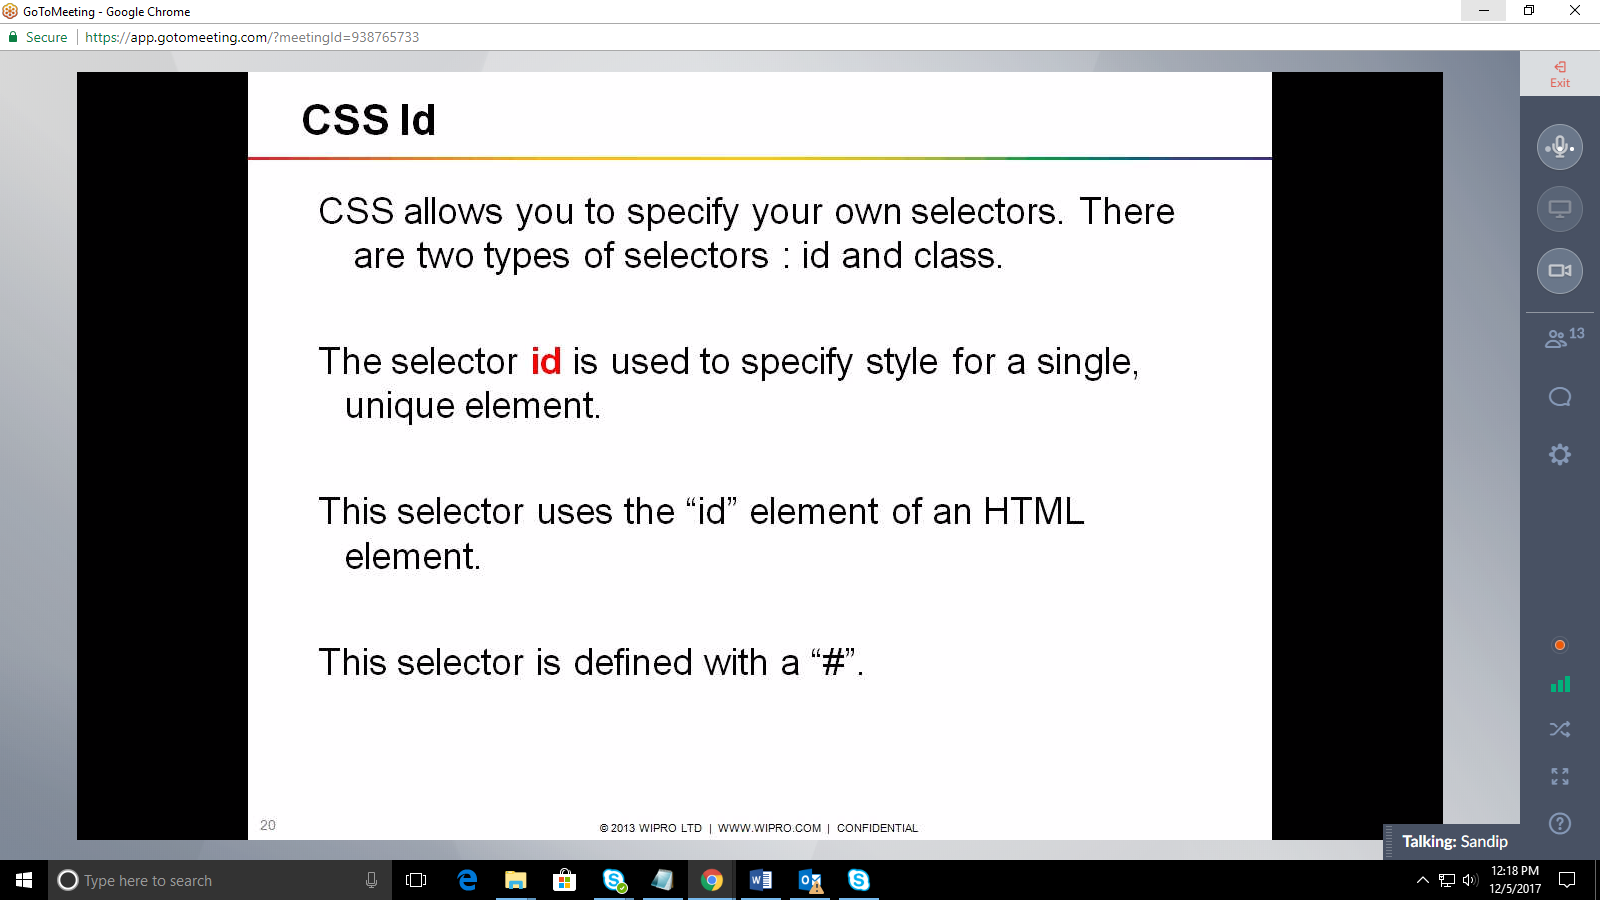 GoToMeeting - Google Chrome
Secure https://app.gotomeeting.com/?meetingId=938765733
Exit
CSS Id
CSS allows you to specify your own selectors. There
are two types of selectors : id and class.
13
The selector id is used to specify style for a single,
unique element.
This selector uses the “id” element of an HTML
element.
This selector is defined with a “#”.
20
© 2013 WIPRO LTD | WWW.WIPRO.COM | CONFIDENTIAL
Talking: Sandip
Type here to search
12:18 PM
12/5/2017